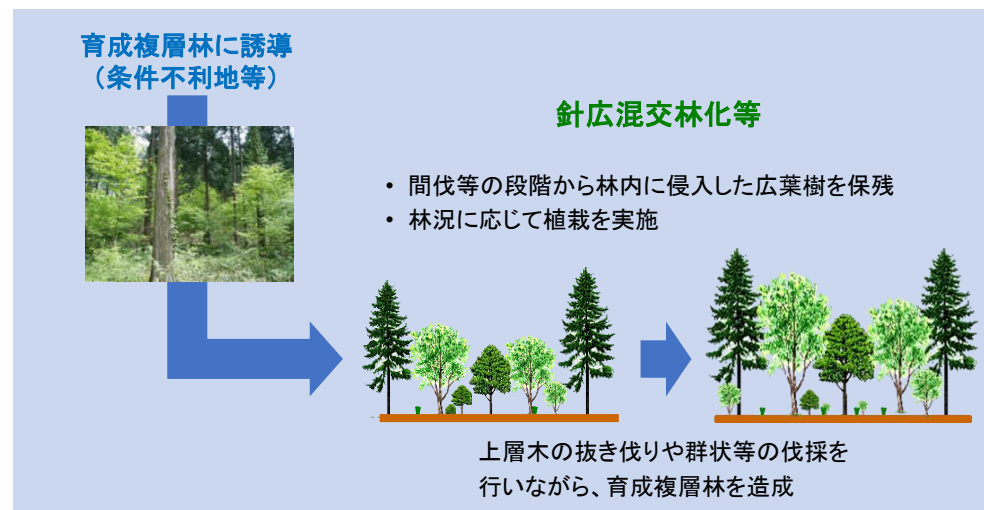 育成複層林に誘導
（条件不利地等）
針広混交林化等
• 間伐等の段階から林内に侵入した広葉樹を保残
• 林況に応じて植栽を実施
上層木の抜き伐りや群状等の伐採を
行いながら、育成複層林を造成